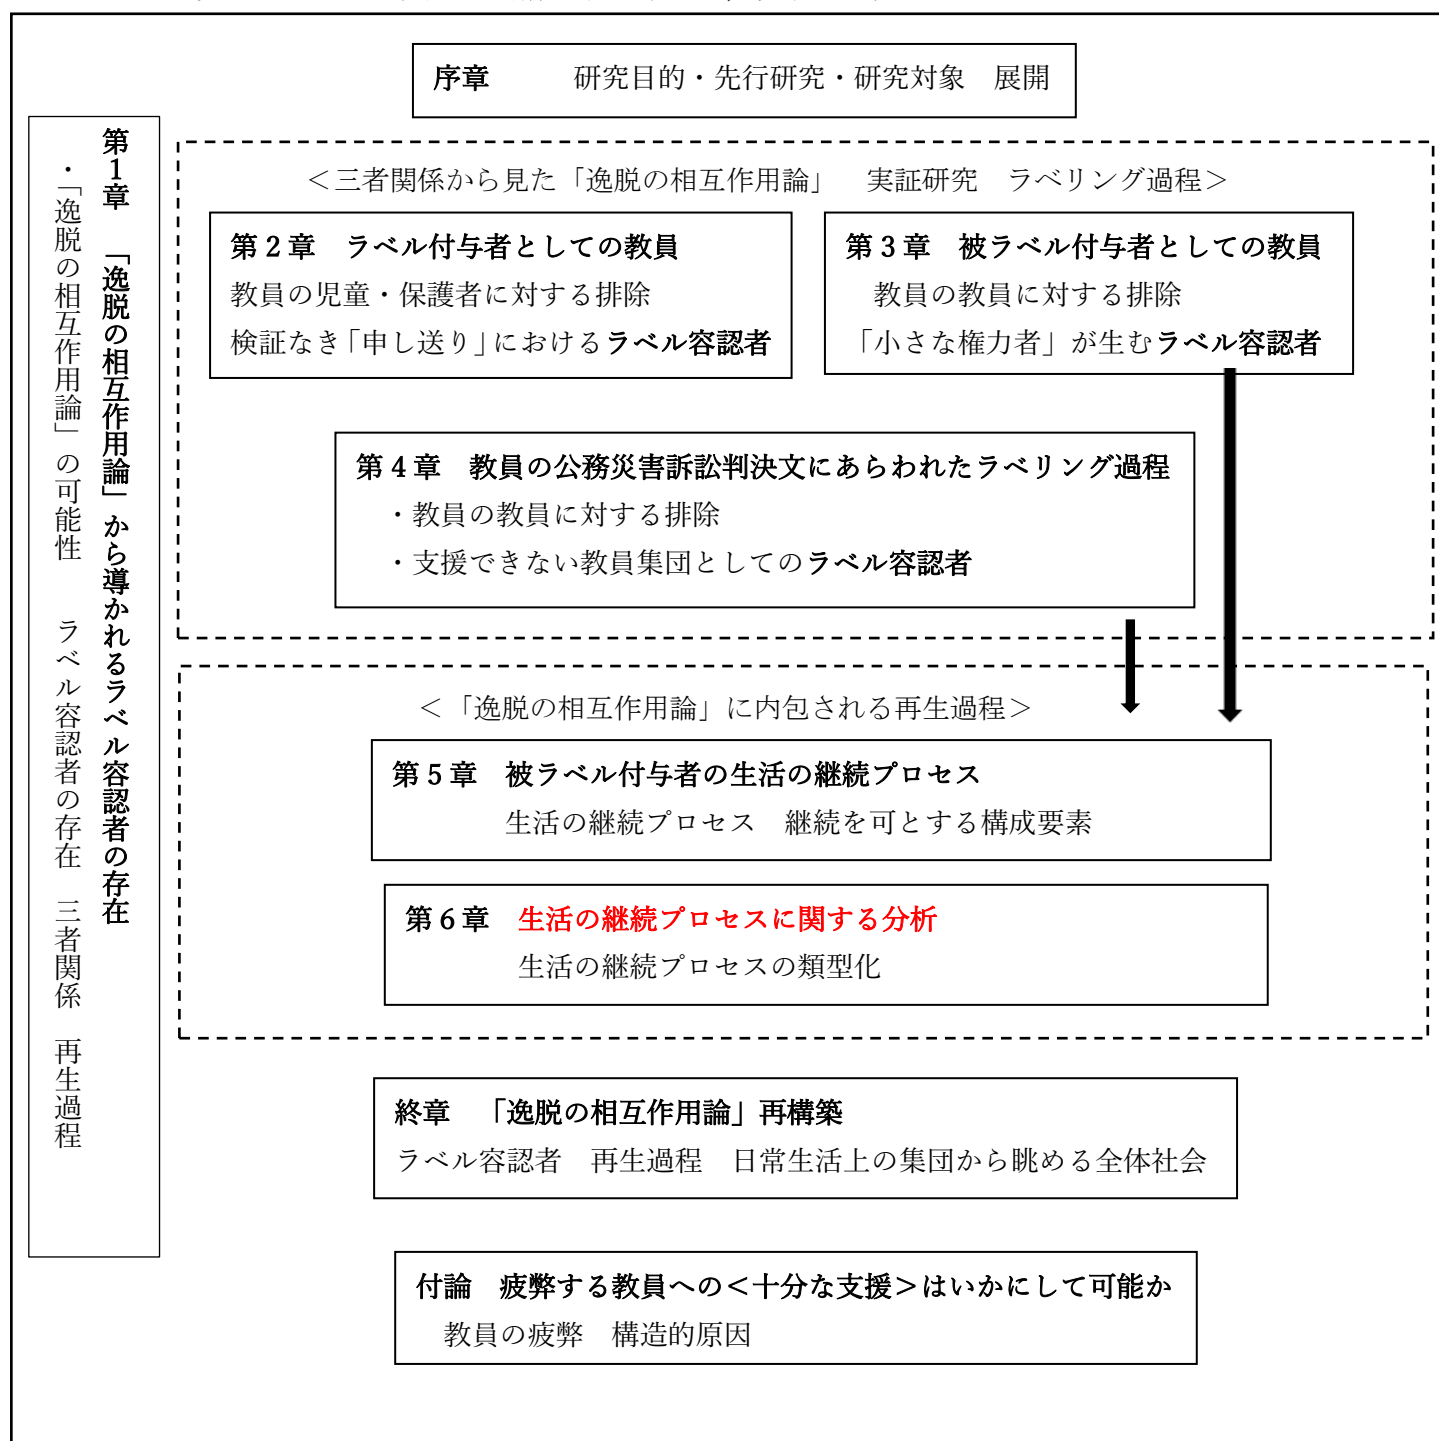 序章　　　研究目的・先行研究・研究対象　展開
第1章　「逸脱の相互作用論」から導かれるラベル容認者の存在
・「逸脱の相互作用論」の可能性　　ラベル容認者の存在　三者関係　再生過程
＜三者関係から見た「逸脱の相互作用論」　実証研究　ラベリング過程＞
第２章　ラベル付与者としての教員
教員の児童・保護者に対する排除
検証なき「申し送り」におけるラベル容認者
第３章　被ラベル付与者としての教員
教員の教員に対する排除
「小さな権力者」が生むラベル容認者
第４章　教員の公務災害訴訟判決文にあらわれたラベリング過程
・教員の教員に対する排除
・支援できない教員集団としてのラベル容認者
＜「逸脱の相互作用論」に内包される再生過程＞
第５章　被ラベル付与者の生活の継続プロセス
生活の継続プロセス　継続を可とする構成要素
第６章　生活の継続プロセスに関する分析
生活の継続プロセスの類型化
終章　「逸脱の相互作用論」再構築
ラベル容認者　再生過程　日常生活上の集団から眺める全体社会
付論　疲弊する教員への＜十分な支援＞はいかにして可能か
教員の疲弊　構造的原因